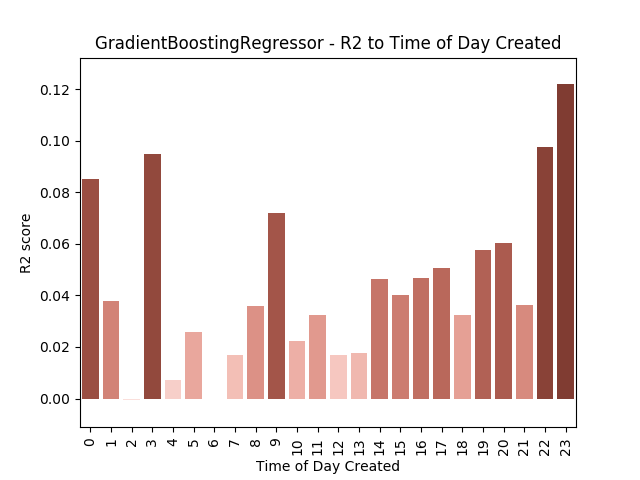 GradientBoostingRegressor - R2 to Time of Day Created
0.12
0.10
0.08
0.06
0.04
0.02
0.00
R2 score
0 1 2 3 4 5 6 7 8 9 10 11 12 13 14 15 16 17 18 19 20 21 22 23
Time of Day Created